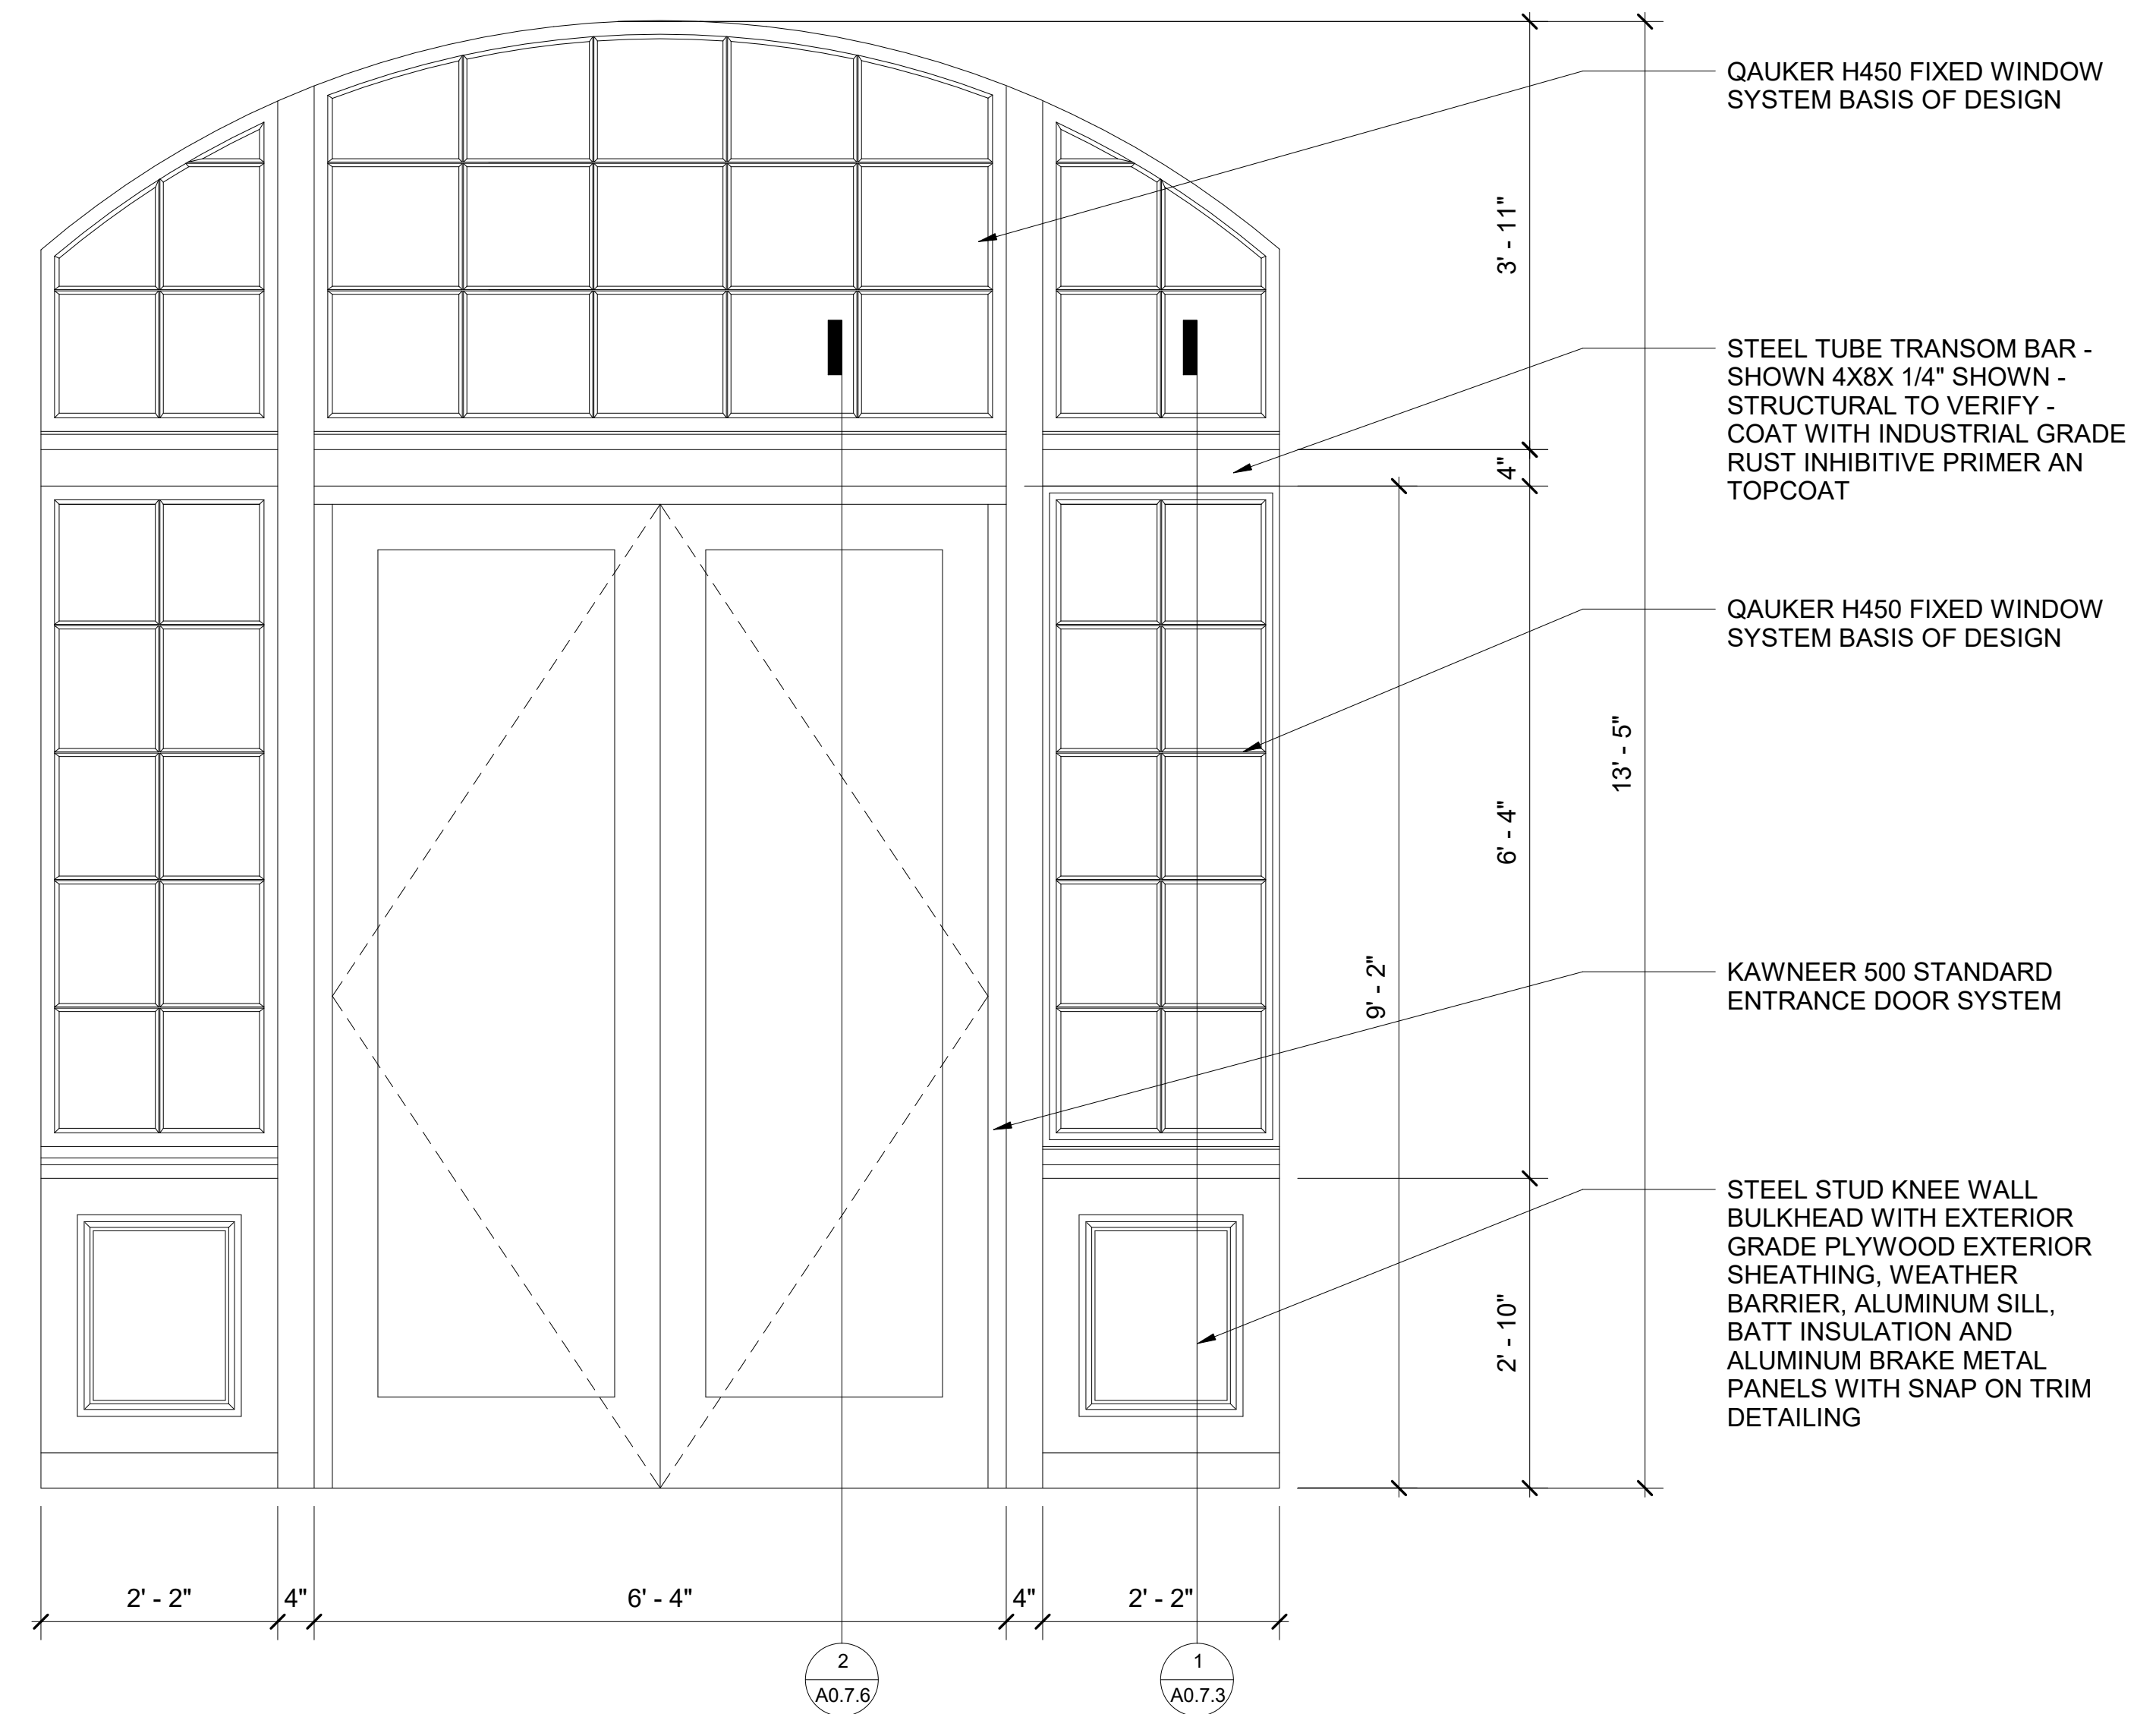 QAUKER H450 FIXED WINDOW
SYSTEM BASIS OF DESIGN
3' - 11"
STEEL TUBE TRANSOM BAR -
SHOWN 4X8X 1/4" SHOWN -
STRUCTURAL TO VERIFY -
COAT WITH INDUSTRIAL GRADE
RUST INHIBITIVE PRIMER AN
TOPCOAT
4"
QAUKER H450 FIXED WINDOW
SYSTEM BASIS OF DESIGN
13' - 5"
6' - 4"
9' - 2"
KAWNEER 500 STANDARD
ENTRANCE DOOR SYSTEM
STEEL STUD KNEE WALL
BULKHEAD WITH EXTERIOR
GRADE PLYWOOD EXTERIOR
SHEATHING, WEATHER
BARRIER, ALUMINUM SILL,
BATT INSULATION AND
ALUMINUM BRAKE METAL
PANELS WITH SNAP ON TRIM
DETAILING
2' - 10"
2' - 2"
4"
6' - 4"
4"
2' - 2"
2
A0.7.6
1
A0.7.3